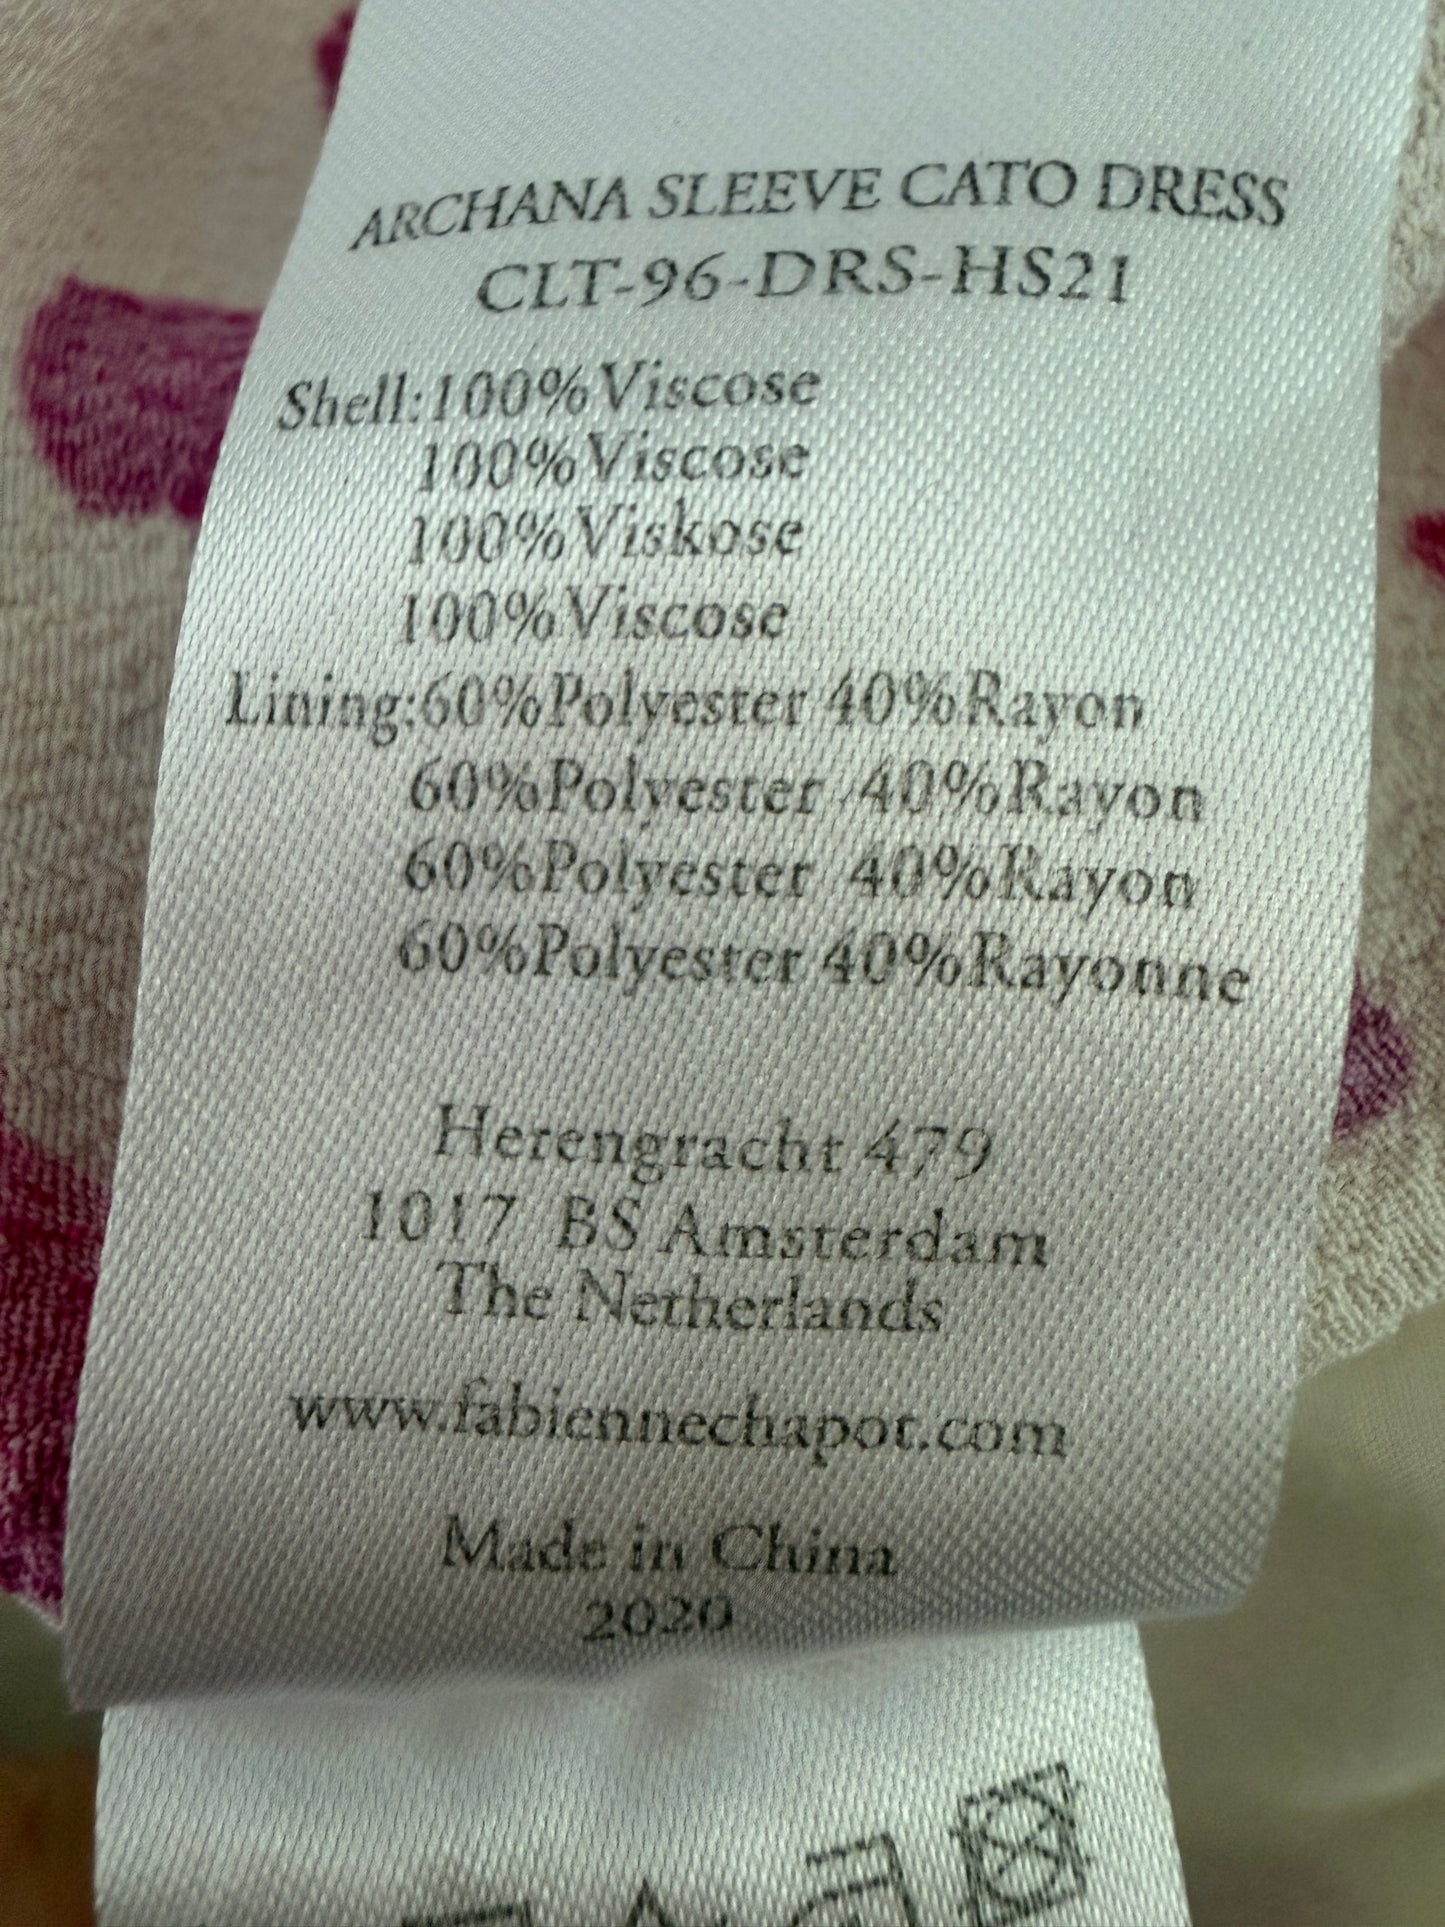 ARCHANA SLEEVE CATO DRESS
CLT-96-DRS-HS21
Shell:100%Viscose
100%Viscose
100%Viskose
100%Viscose
Lining:60%Polyester 40%Rayon
60%Polyester 40%Rayon
60%Polyester 40%Rayon
60%Polyester 40%Rayonne
Herengracht 479
1017 BS Amsterdam
The Netherlands
www.fabiennechapot.com
Made in China
2020